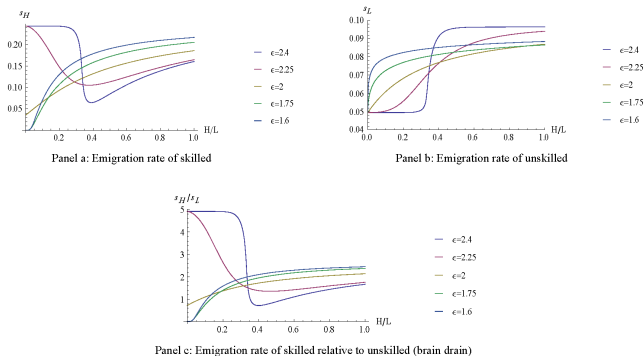 s_H
0.20
0.15
0.10
0.05
0.2 0.4 0.6 0.8 1.0 H/L
ϵ=2.4
ϵ=2.25
ϵ=2
ϵ=1.75
ϵ=1.6
Panel a: Emigration rate of skilled
s_L
0.10
0.09
0.08
0.07
0.06
0.05
0.04
0.0 0.2 0.4 0.6 0.8 1.0 H/L
ϵ=2.4
ϵ=2.25
ϵ=2
ϵ=1.75
ϵ=1.6
Panel b: Emigration rate of unskilled
s_H/s_L
5
4
3
2
1
0.2 0.4 0.6 0.8 1.0 H/L
ϵ=2.4
ϵ=2.25
ϵ=2
ϵ=1.75
ϵ=1.6
Panel c: Emigration rate of skilled relative to unskilled (brain drain)